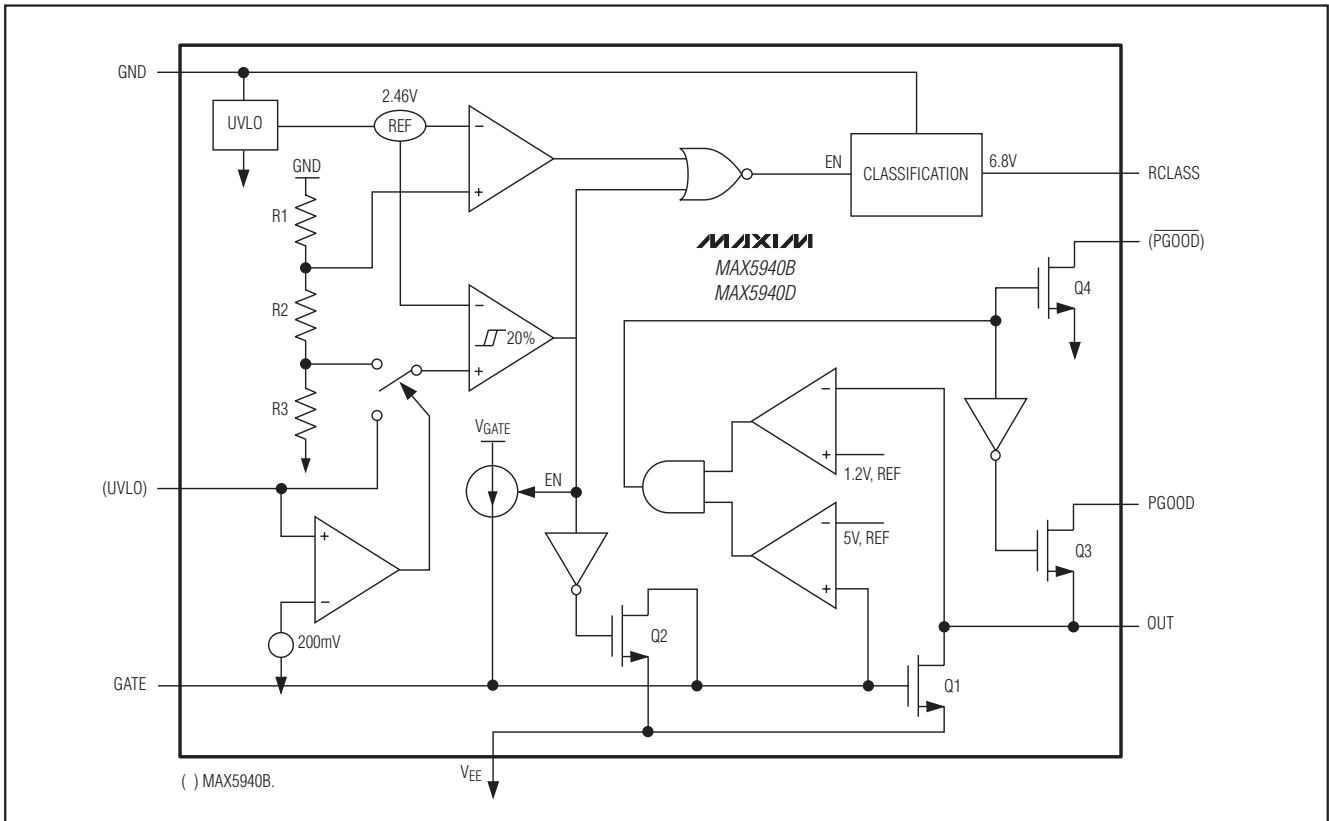 GND
2.46V
UVLO
REF
−
+
GND
R1
R2
R3
−
20%
+
EN
CLASSIFICATION
6.8V
RCLASS
MAXIM
MAX5940B
MAX5940D
(PGOOD)
Q4
−
+
1.2V, REF
VGATE
EN
(UVLO)
−
5V, REF
+
PGOOD
Q3
+
−
200mV
Q2
OUT
GATE
Q1
VEE
( ) MAX5940B.